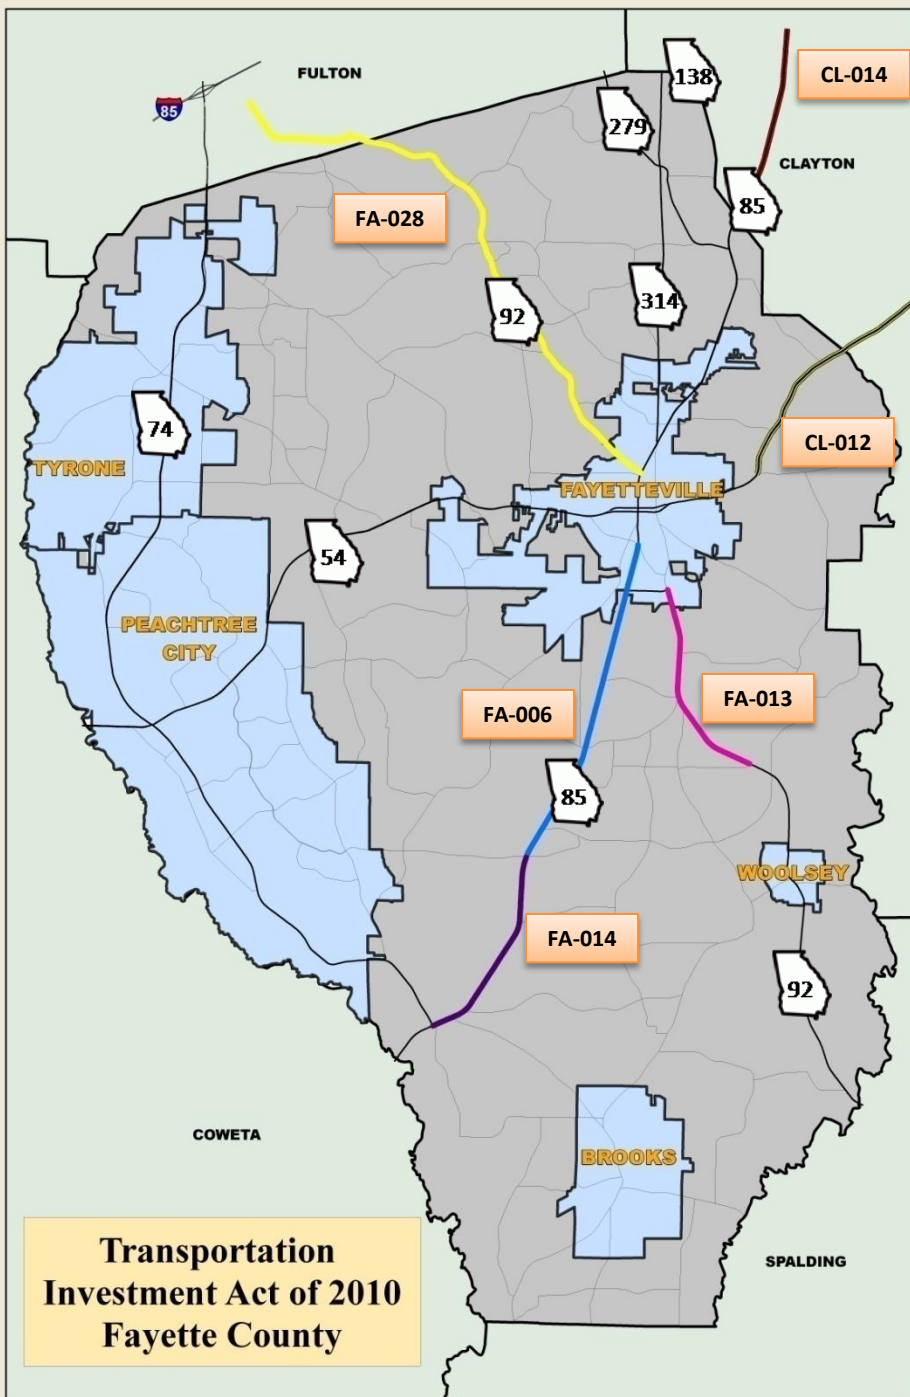 FULTON
138
CL-014
85
279
CLAYTON
85
FA-028
314
92
74
CL-012
TYRONE
FAYETTEVILLE
54
PEACHTREE
CITY
FA-013
FA-006
85
WOOLSEY
FA-014
92
COWETA
BROOKS
Transportation
Investment Act of 2010
Fayette County
SPALDING